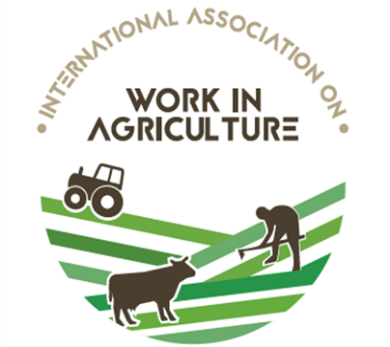 • INTERNATIONAL ASSOCIATION ON •
WORK IN
AGRICULTURE